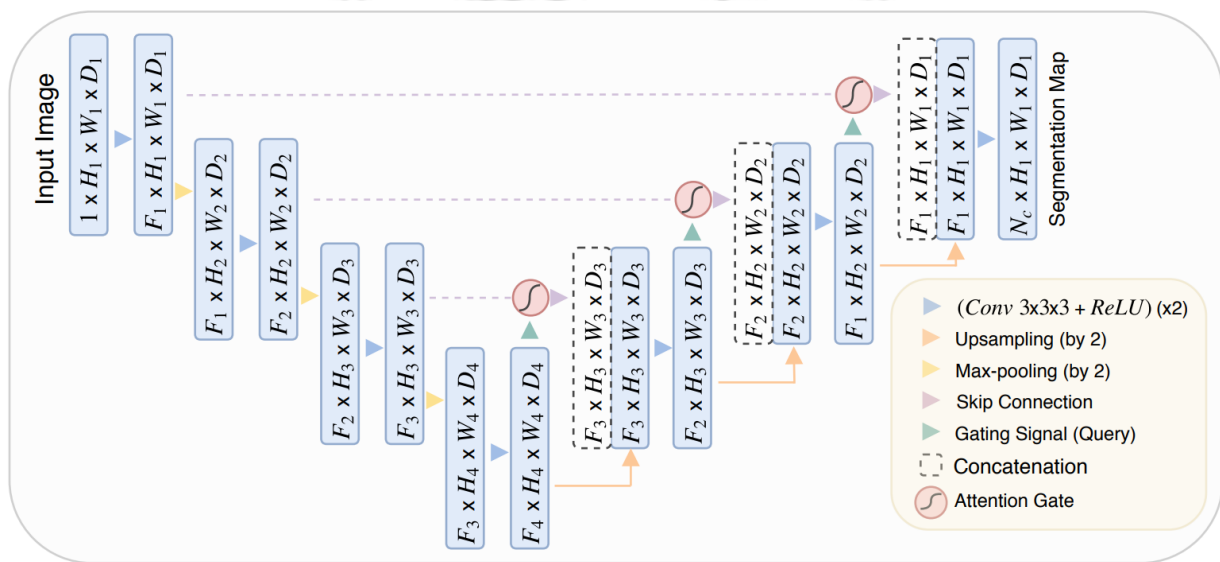 Input Image
1 x H₁ x W₁ x D₁
F₁ x H₁ x W₁ x D₁
F₁ x H₂ x W₂ x D₂
F₂ x H₂ x W₂ x D₂
F₂ x H₃ x W₃ x D₃
F₃ x H₃ x W₃ x D₃
F₃ x H₄ x W₄ x D₄
F₄ x H₄ x W₄ x D₄
F₃ x H₃ x W₃ x D₃
F₃ x H₃ x W₃ x D₃
F₂ x H₃ x W₃ x D₃
F₂ x H₂ x W₂ x D₂
F₂ x H₂ x W₂ x D₂
F₁ x H₂ x W₂ x D₂
F₁ x H₁ x W₁ x D₁
F₁ x H₁ x W₁ x D₁
N_c x H₁ x W₁ x D₁
Segmentation Map
(Conv 3x3x3 + ReLU) (x2)
Upsampling (by 2)
Max-pooling (by 2)
Skip Connection
Gating Signal (Query)
Concatenation
Attention Gate